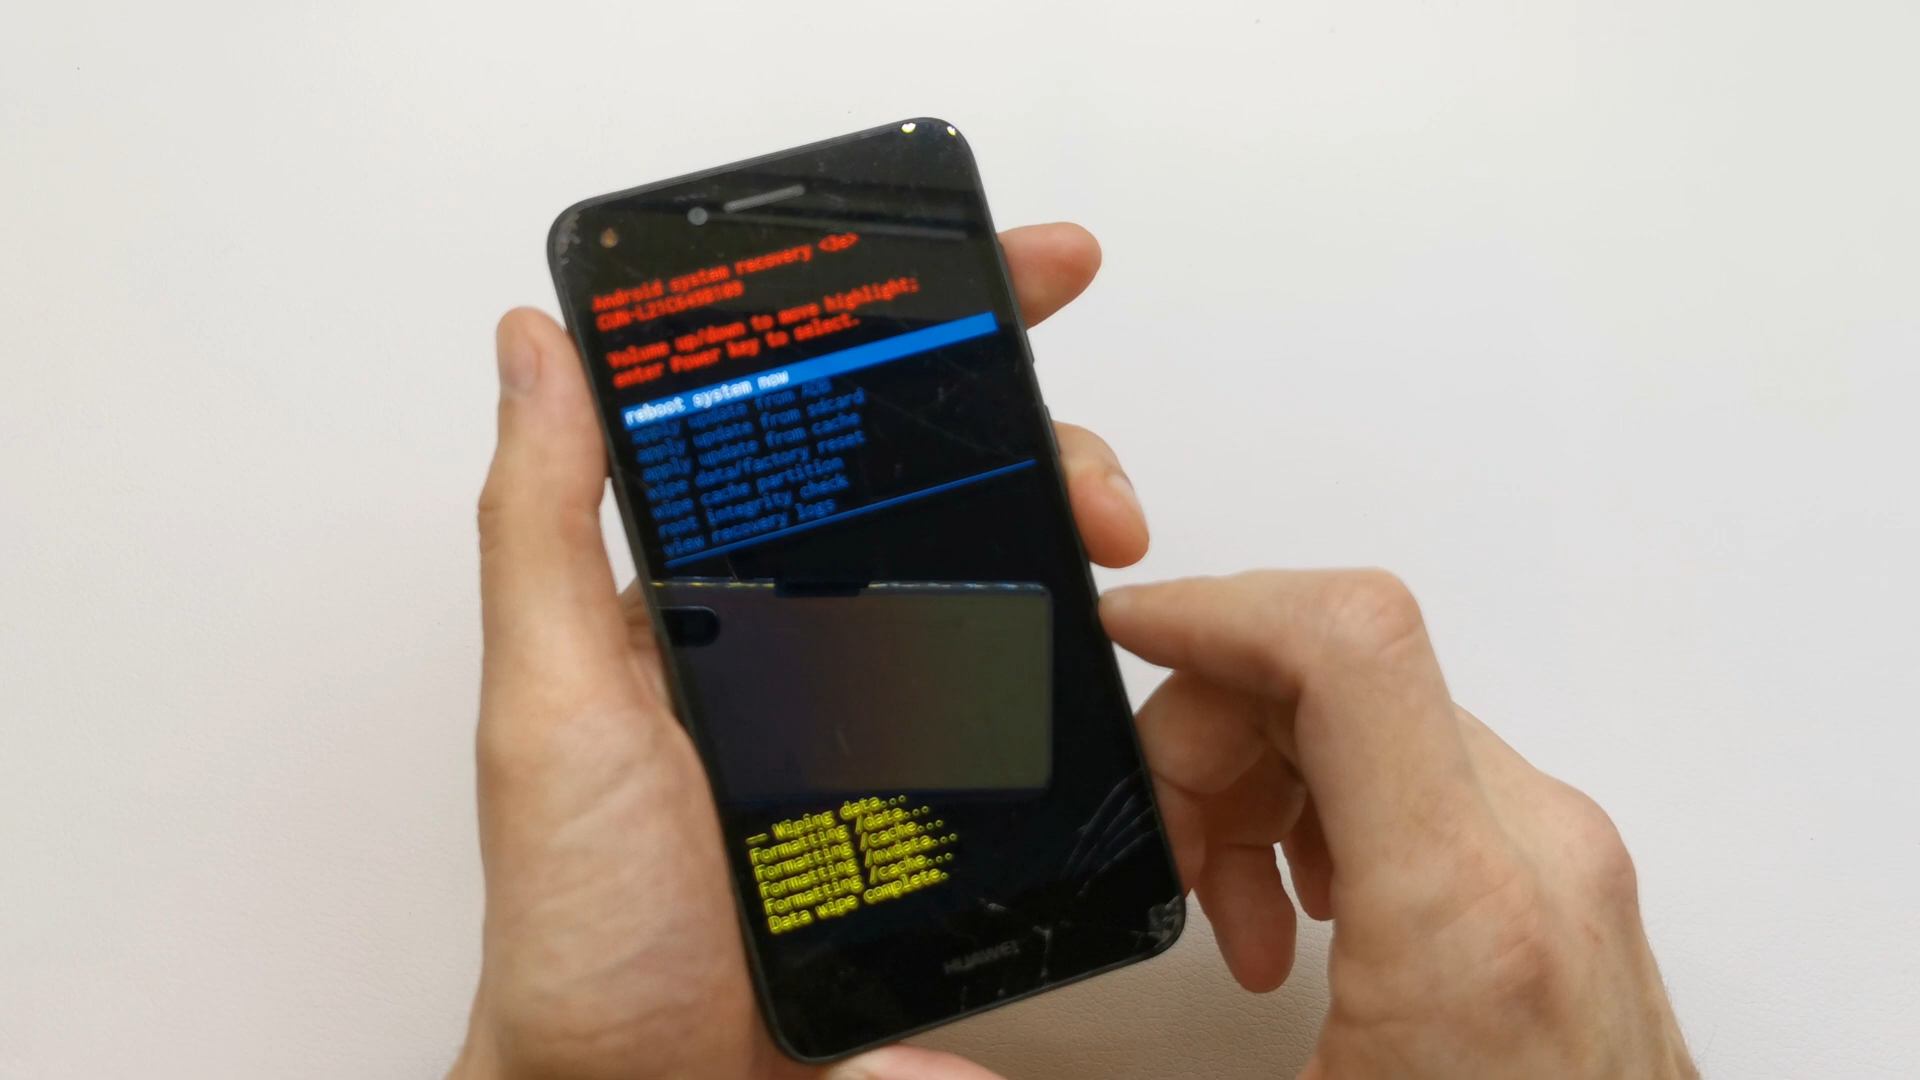 Android system recovery <3e>
Volume up/down to move highlight;
enter Power key to select.
reboot system now
apply update from ADB
apply update from sdcard
apply update from cache
wipe data/factory reset
wipe cache partition
root integrity check
view recovery logs
-- Wiping data...
Formatting /data...
Formatting /cache...
Formatting /mxdata...
Formatting /cache...
Data wipe complete.
HUAWEI